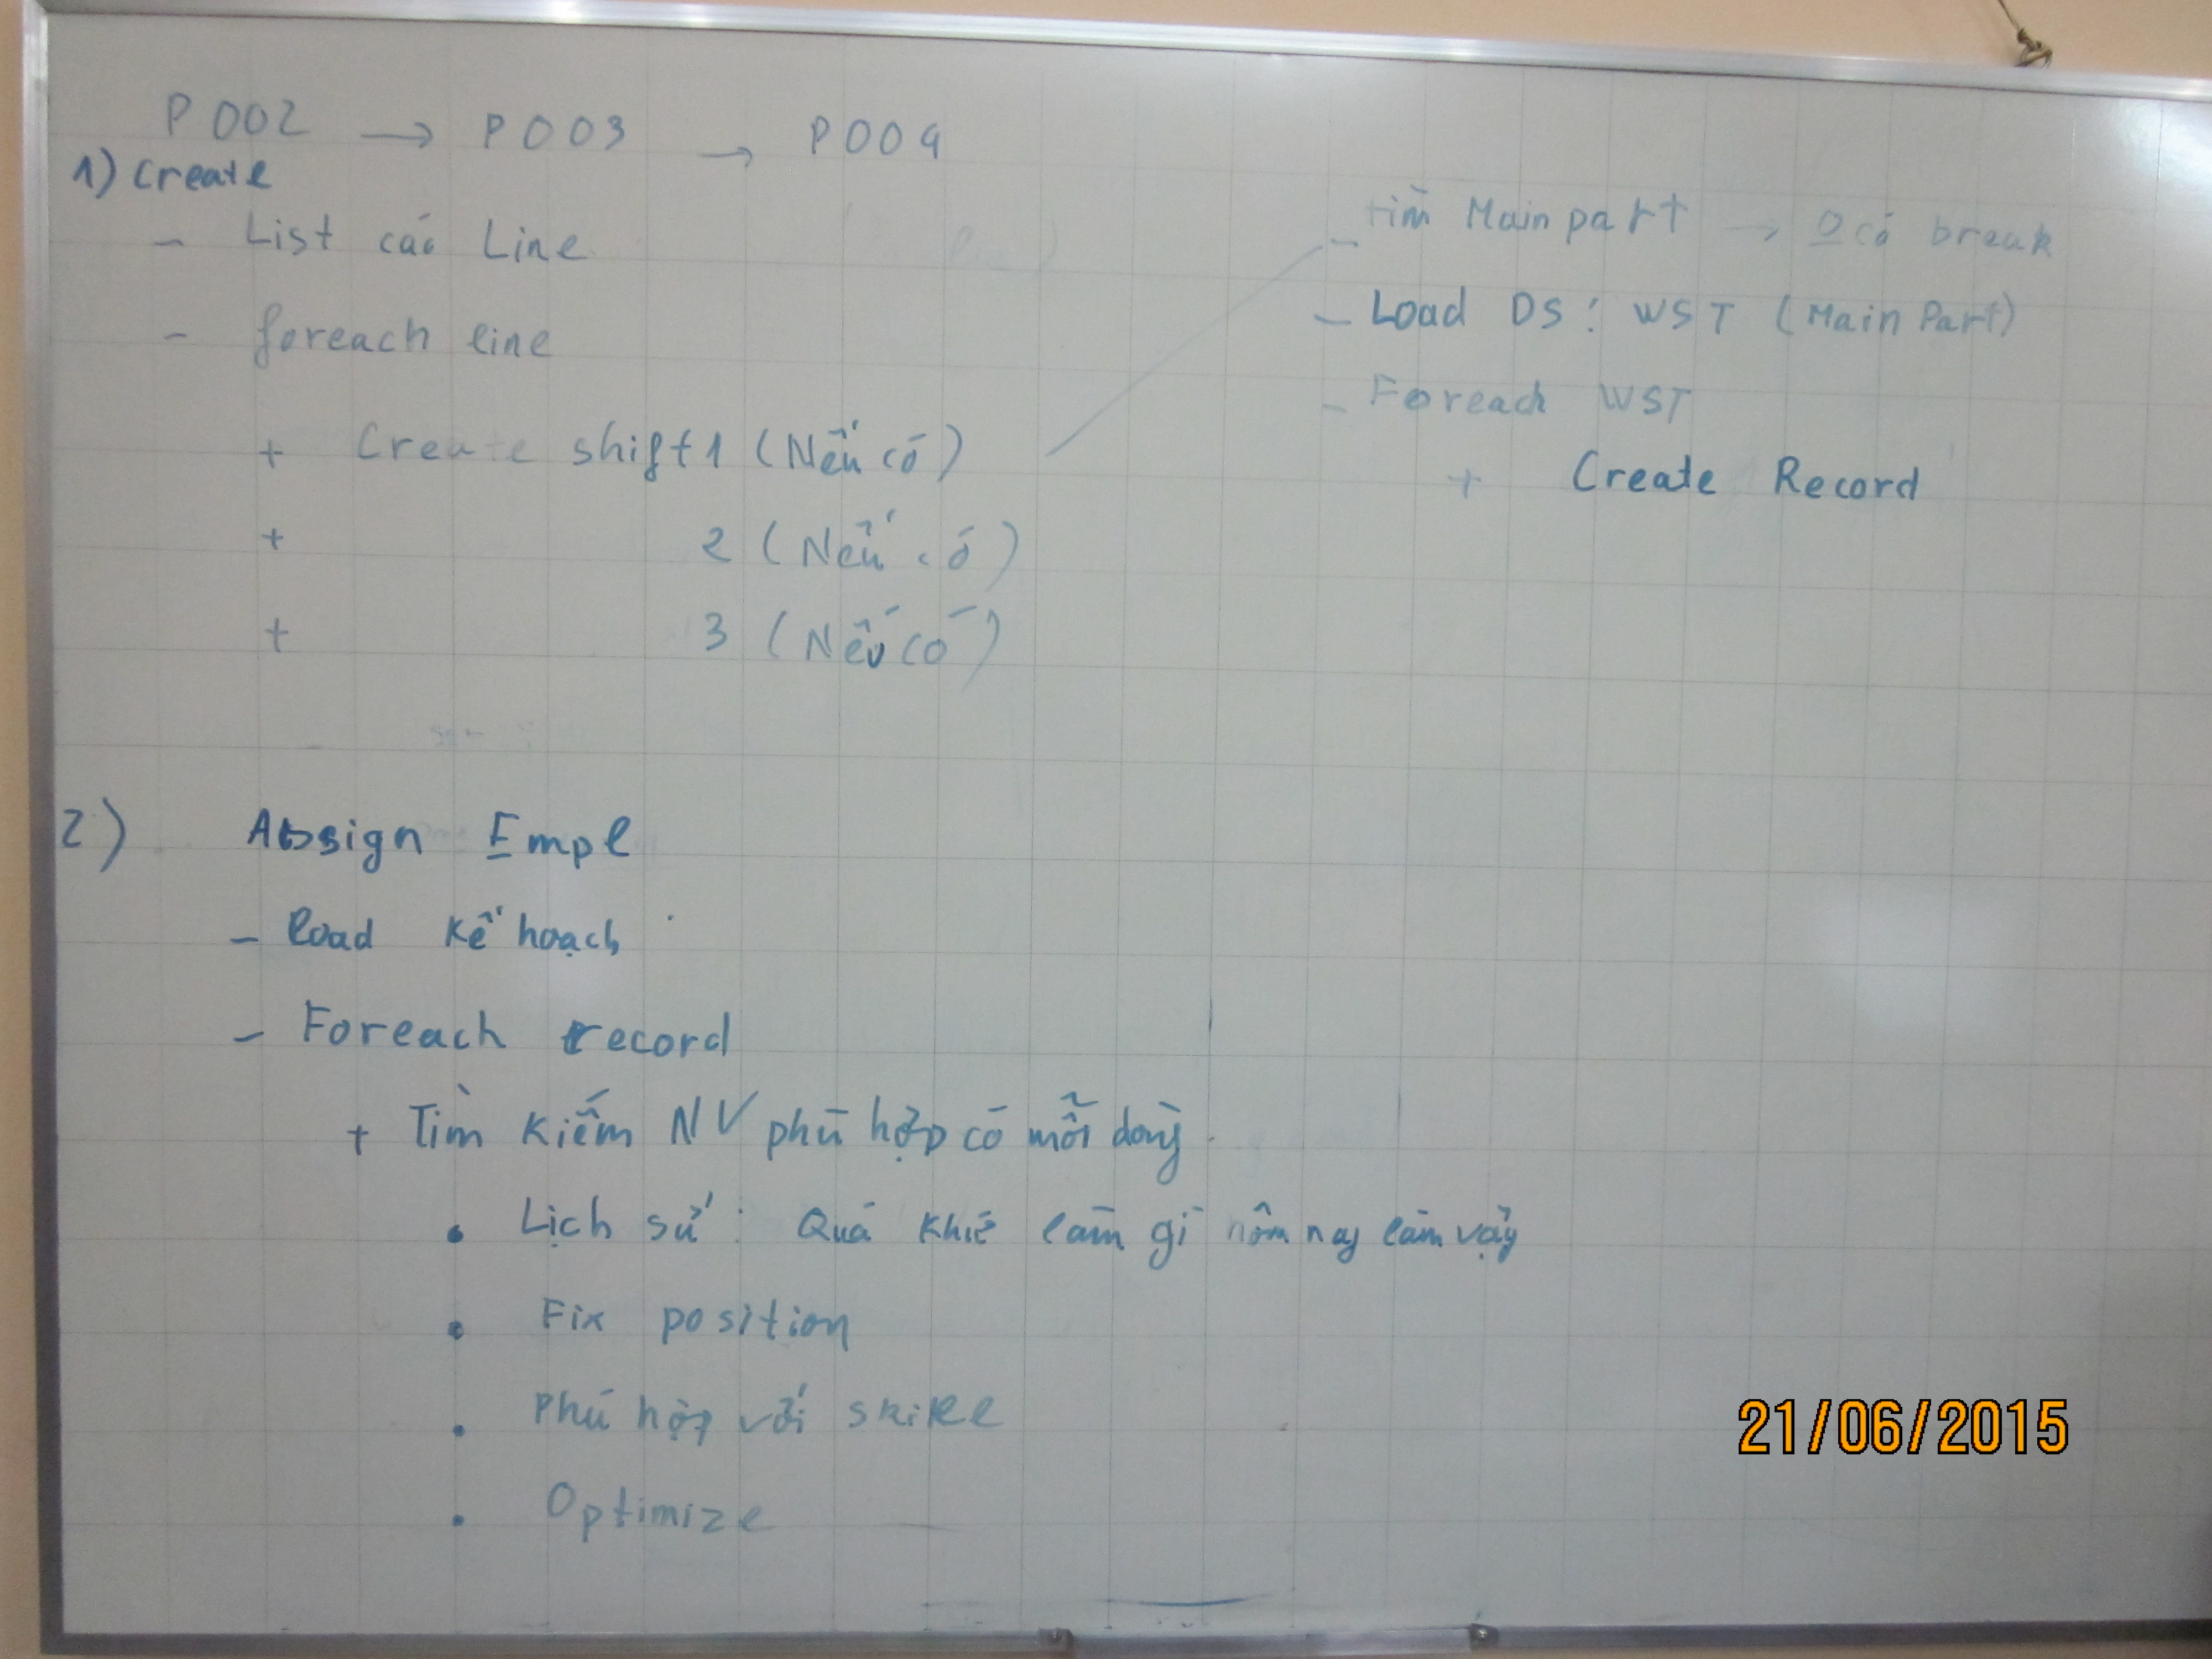 P002 → P003 → P004
1) Create
- List các Line
- foreach line
+ Create shift 1 (Nếu có)
+ 2 (Nếu có)
+ 3 (Nếu có)
- tìm Main part → O có break
- Load DS: WST (Main Part)
- Foreach WST
+ Create Record
2) Assign Empl
- load kế hoạch
- Foreach record
+ Tìm kiếm NV phù hợp có mỗi dòng
• Lịch sử: Quá khứ làm gì hôm nay làm vậy
• Fix position
• Phù hợp với skill
• Optimize
21/06/2015